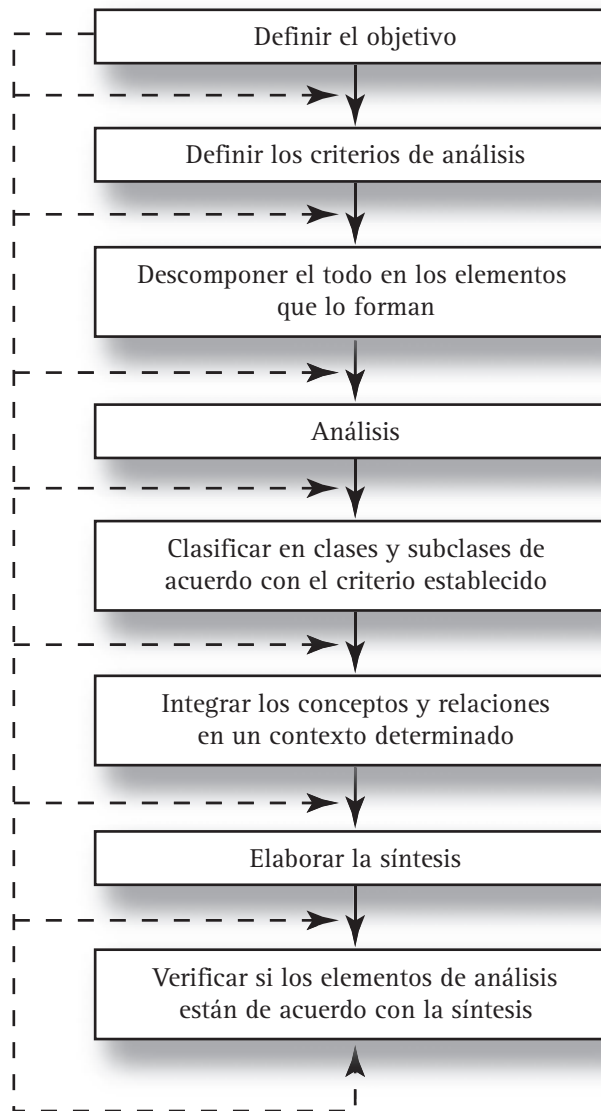 Definir el objetivo
Definir los criterios de análisis
Descomponer el todo en los elementos
que lo forman
Análisis
Clasificar en clases y subclases de
acuerdo con el criterio establecido
Integrar los conceptos y relaciones
en un contexto determinado
Elaborar la síntesis
Verificar si los elementos de análisis
están de acuerdo con la síntesis